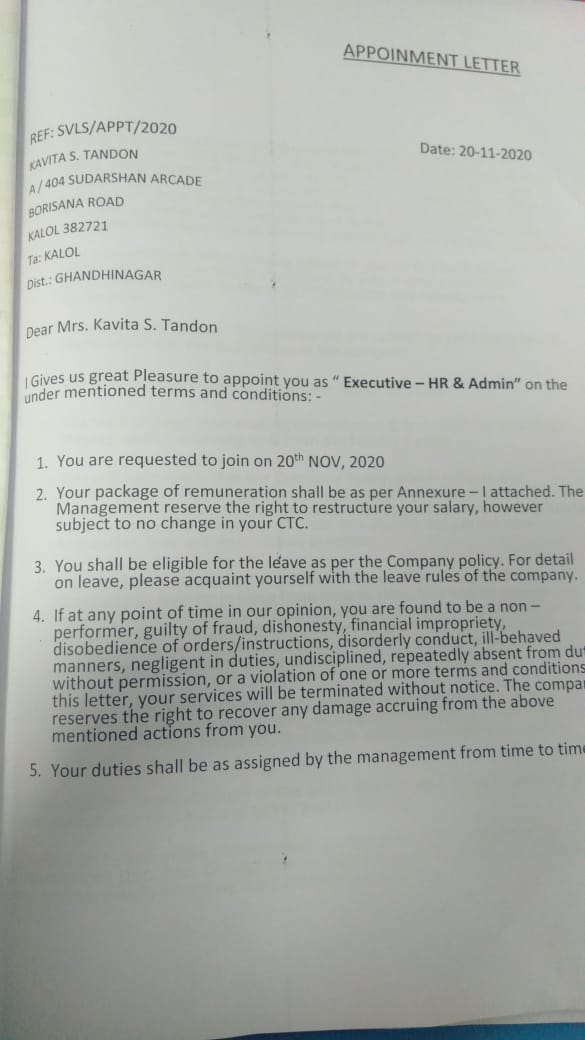 APPOINMENT LETTER
REF: SVLS/APPT/2020
Date: 20-11-2020
KAVITA S. TANDON
A/404 SUDARSHAN ARCADE
BORISANA ROAD
KALOL 382721
Ta: KALOL
Dist.: GHANDHINAGAR
Dear Mrs. Kavita S. Tandon
I Gives us great Pleasure to appoint you as “ Executive – HR & Admin” on the
under mentioned terms and conditions: -
1. You are requested to join on 20th NOV, 2020
2. Your package of remuneration shall be as per Annexure – I attached. The
Management reserve the right to restructure your salary, however
subject to no change in your CTC.
3. You shall be eligible for the leave as per the Company policy. For detail
on leave, please acquaint yourself with the leave rules of the company.
4. If at any point of time in our opinion, you are found to be a non –
performer, guilty of fraud, dishonesty, financial impropriety,
disobedience of orders/instructions, disorderly conduct, ill-behaved
manners, negligent in duties, undisciplined, repeatedly absent from
without permission, or a violation of one or more terms and conditions
this letter, your services will be terminated without notice. The
reserves the right to recover any damage accruing from the above
mentioned actions from you.
5. Your duties shall be as assigned by the management from time to